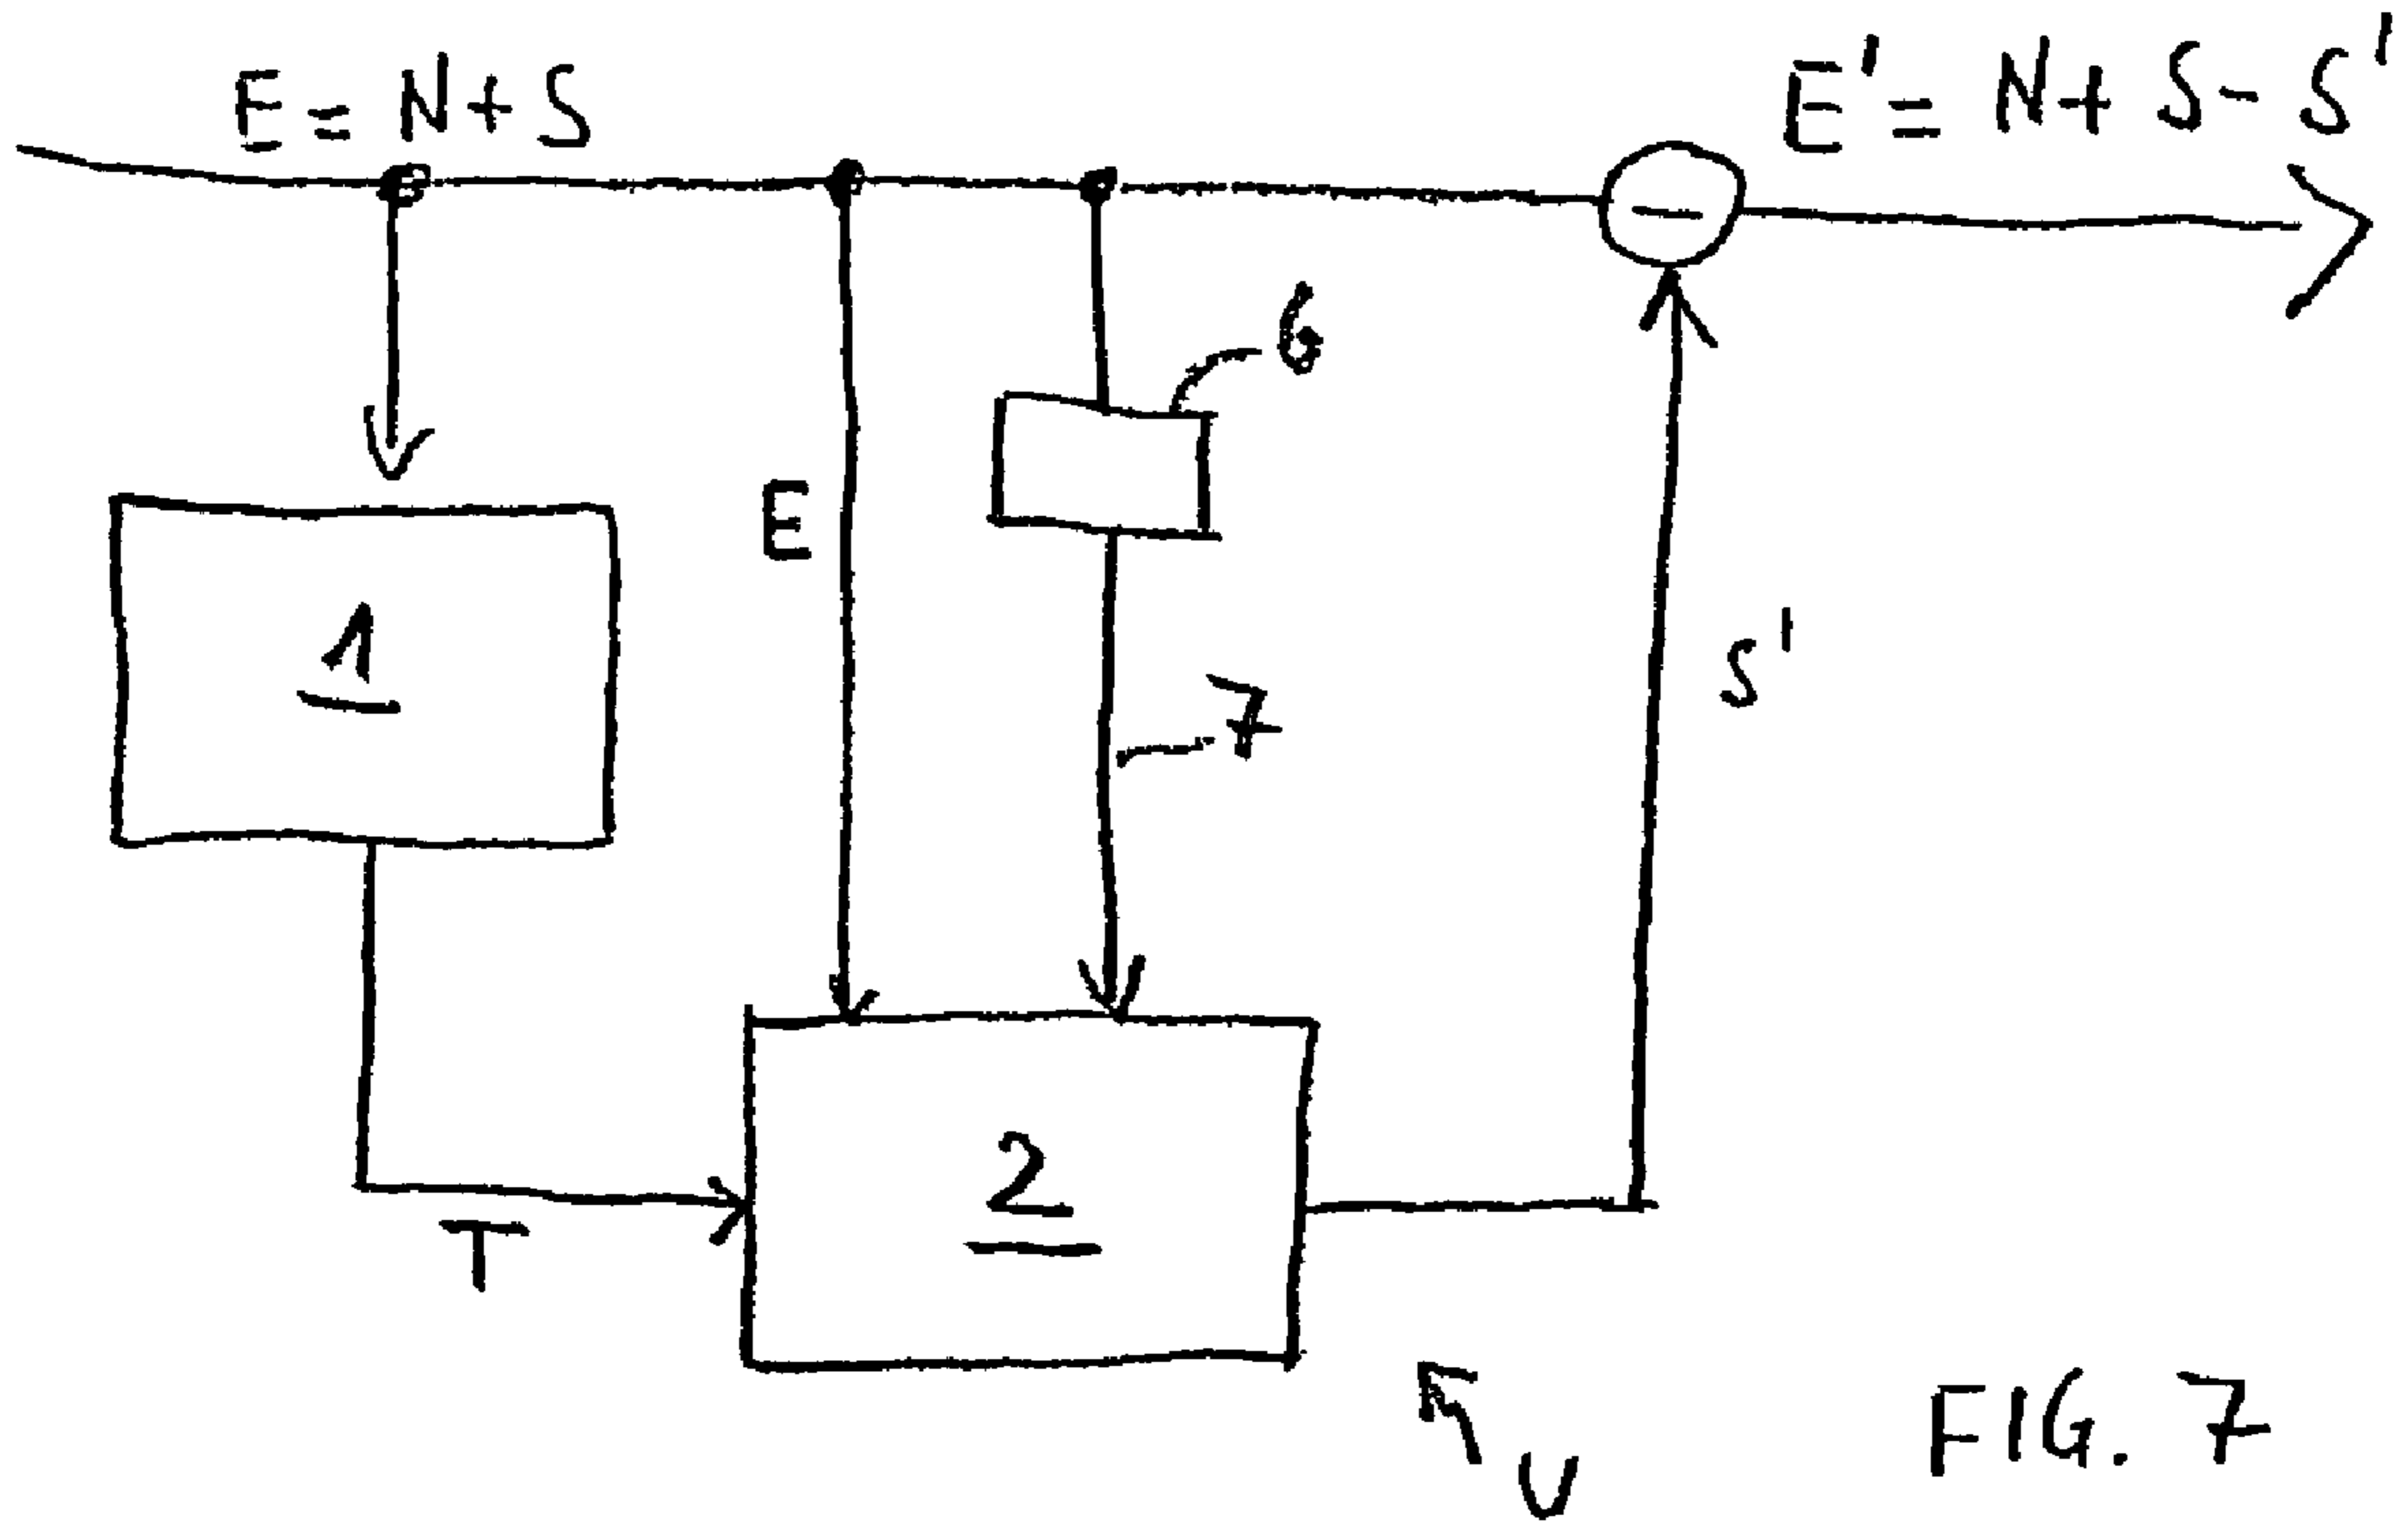 E = N + S
E' = N + S - S'
6
E
1
7
S'
2
T
U
FIG. 7